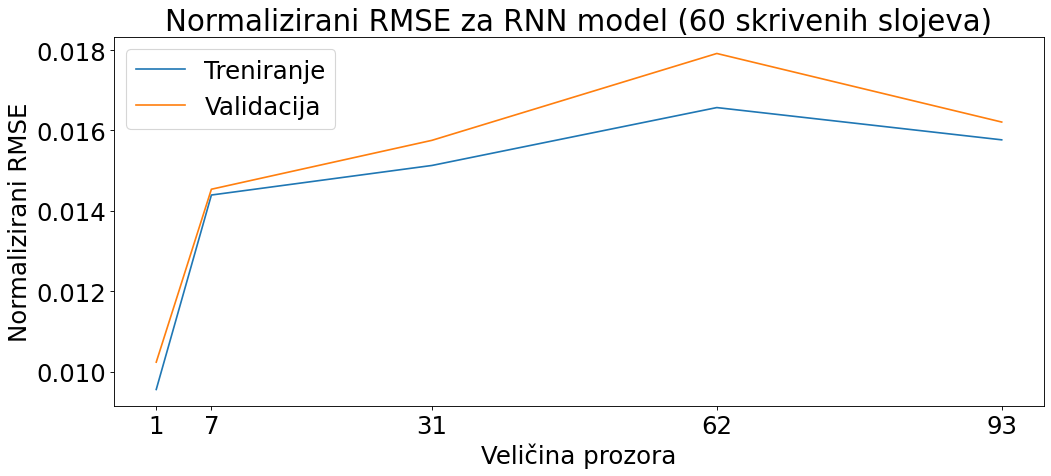 Normalizirani RMSE za RNN model (60 skrivenih slojeva)
Treniranje
Validacija
Normalizirani RMSE
0.018
0.016
0.014
0.012
0.010
1 7 31 62 93
Veličina prozora